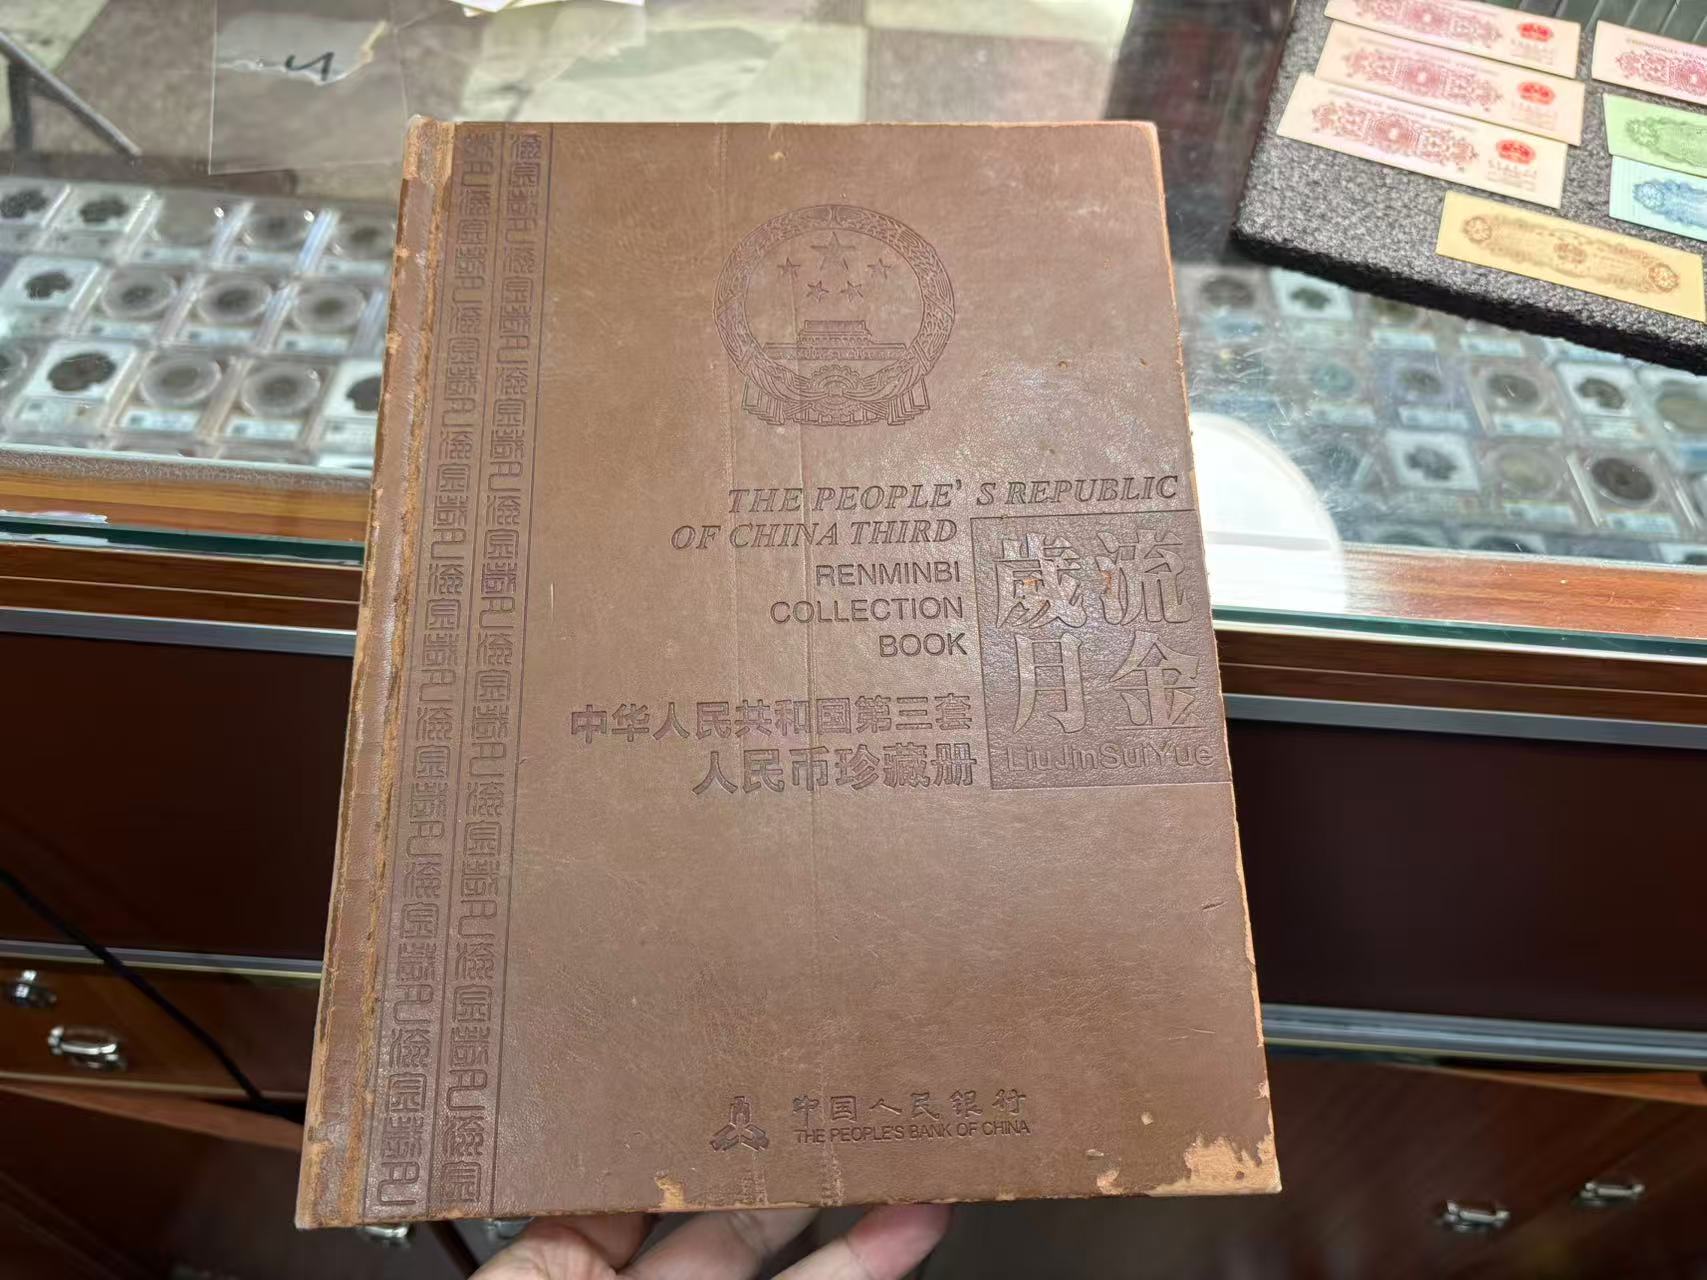 THE PEOPLE' S REPUBLIC
OF CHINA THIRD
RENMINBI
COLLECTION
BOOK
中华人民共和国第三套
人民币珍藏册
流金
歲月
LiuJinSuiYue
中国人民银行
THE PEOPLE'S BANK OF CHINA